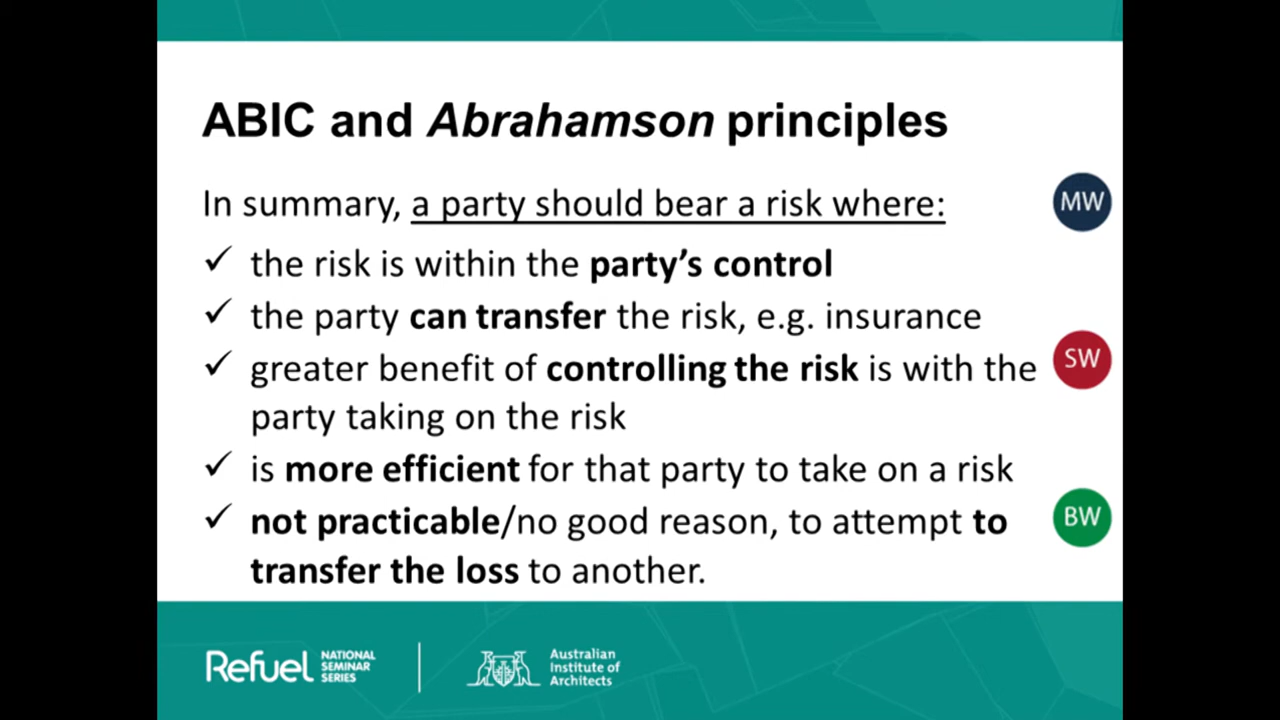 ABIC and Abrahamson principles
In summary, a party should bear a risk where:
✓ the risk is within the party’s control
✓ the party can transfer the risk, e.g. insurance
✓ greater benefit of controlling the risk is with the
party taking on the risk
✓ is more efficient for that party to take on a risk
✓ not practicable/no good reason, to attempt to
transfer the loss to another.
MW
SW
BW
Refuel
NATIONAL
SEMINAR
SERIES
Australian
Institute of
Architects